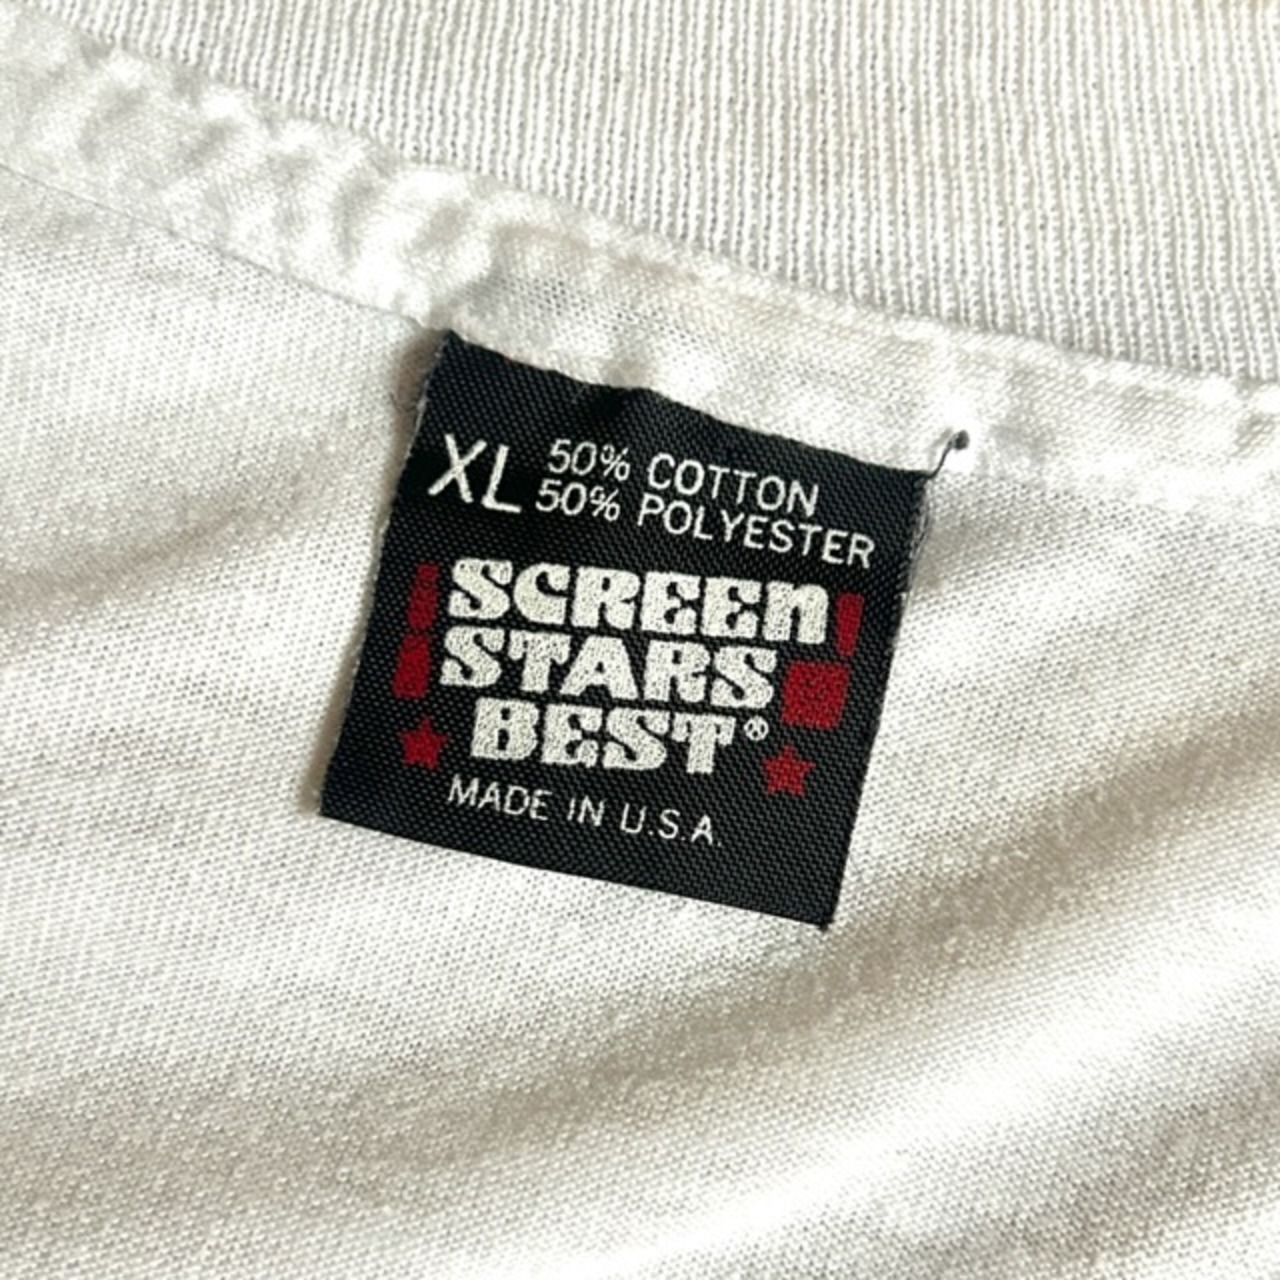 XL 50% COTTON
50% POLYESTER
SCREEN
STARS
BEST®
MADE IN U.S.A.